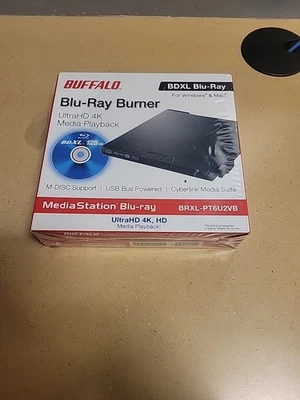 BUFFALO
BDXL Blu-Ray
For Windows® & Mac®
Blu-Ray Burner
UltraHD 4K
Media Playback
BDXL 128GB
M-DISC Support | USB Bus Powered | Cyberlink Media Suite
MediaStation Blu-ray
BRXL-PT6U2VB
UltraHD 4K, HD
Media Playback!